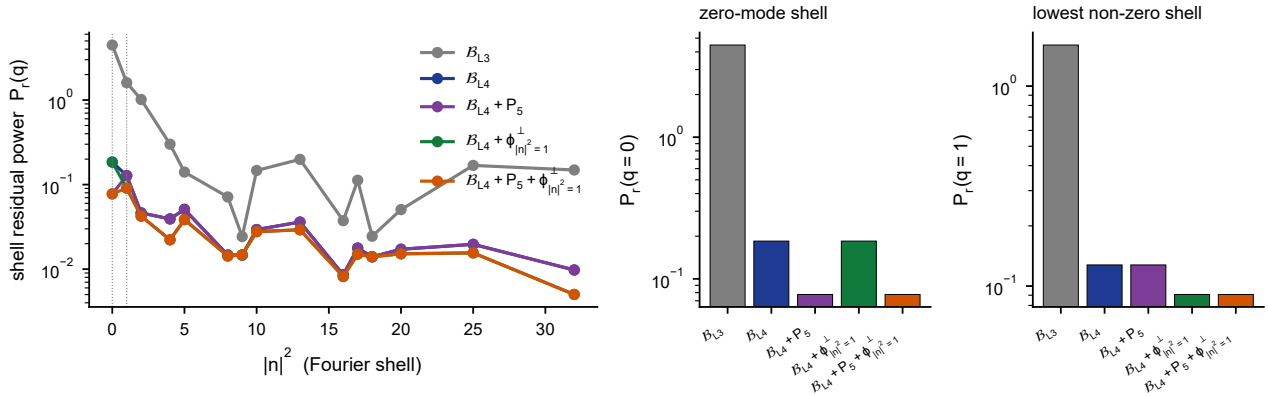 shell residual power P_r(q)
10^0
10^-1
10^-2
0 5 10 15 20 25 30
|n|^2 (Fourier shell)
ℬ_L3
ℬ_L4
ℬ_L4 + P_5
ℬ_L4 + ϕ^⊥_|n|^2=1
ℬ_L4 + P_5 + ϕ^⊥_|n|^2=1
zero-mode shell
P_r(q = 0)
10^0
10^-1
ℬ_L3
ℬ_L4
ℬ_L4 + P_5
ℬ_L4 + ϕ^⊥_|n|^2=1
ℬ_L4 + P_5 + ϕ^⊥_|n|^2=1
lowest non-zero shell
P_r(q = 1)
10^0
10^-1
ℬ_L3
ℬ_L4
ℬ_L4 + P_5
ℬ_L4 + ϕ^⊥_|n|^2=1
ℬ_L4 + P_5 + ϕ^⊥_|n|^2=1